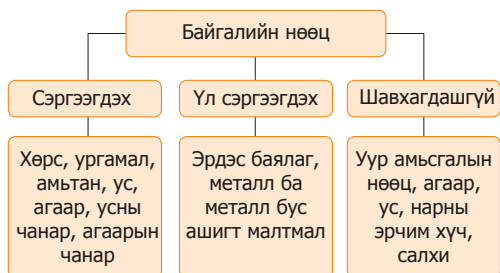 Байгалийн нөөц
Сэргээгдэх
Үл сэргээгдэх
Шавхагдашгүй
Хөрс, ургамал,
амьтан, ус,
агаар, усны
чанар, агаарын
чанар
Эрдэс баялаг,
металл ба
металл бус
ашигт малтмал
Уур амьсгалын
нөөц, агаар,
ус, нарны
эрчим хүч,
салхи